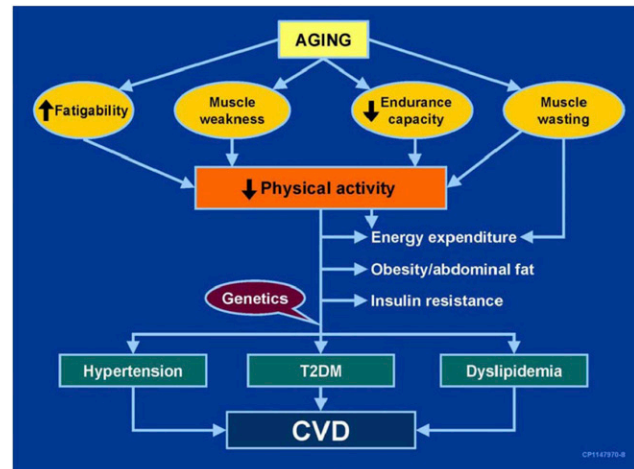 AGING
Fatigability
Muscle
weakness
Endurance
capacity
Muscle
wasting
Physical activity
Energy expenditure
Obesity/abdominal fat
Insulin resistance
Genetics
Hypertension
T2DM
Dyslipidemia
CVD
CP1147970-8